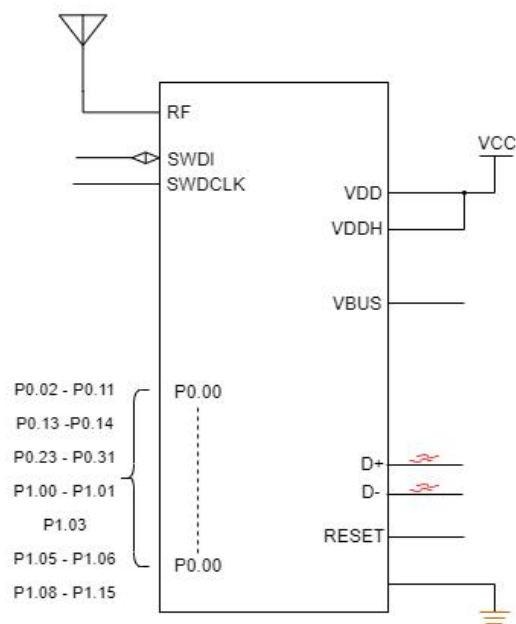 RF
SWDI
SWDCLK
VCC
VDD
VDDH
VBUS
P0.02 - P0.11
P0.13 -P0.14
P0.23 - P0.31
P1.00 - P1.01
P1.03
P1.05 - P1.06
P1.08 - P1.15
P0.00
P0.00
D+
D-
RESET